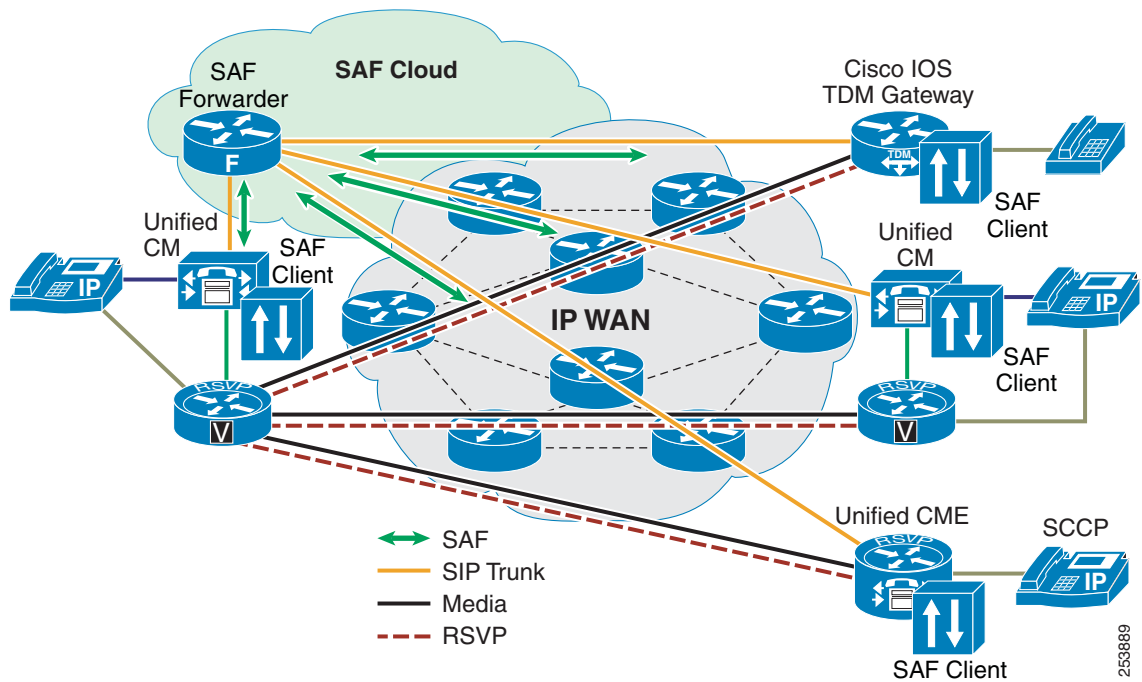 SAF
Forwarder
SAF Cloud
Cisco IOS
TDM Gateway
F
TDM
SAF
Client
Unified
CM
SAF
Client
IP
Unified
CM
IP
SAF
Client
IP WAN
RSVP
V
RSVP
V
Unified CME
RSVP
SCCP
IP
SAF Client
SAF
SIP Trunk
Media
RSVP
253889